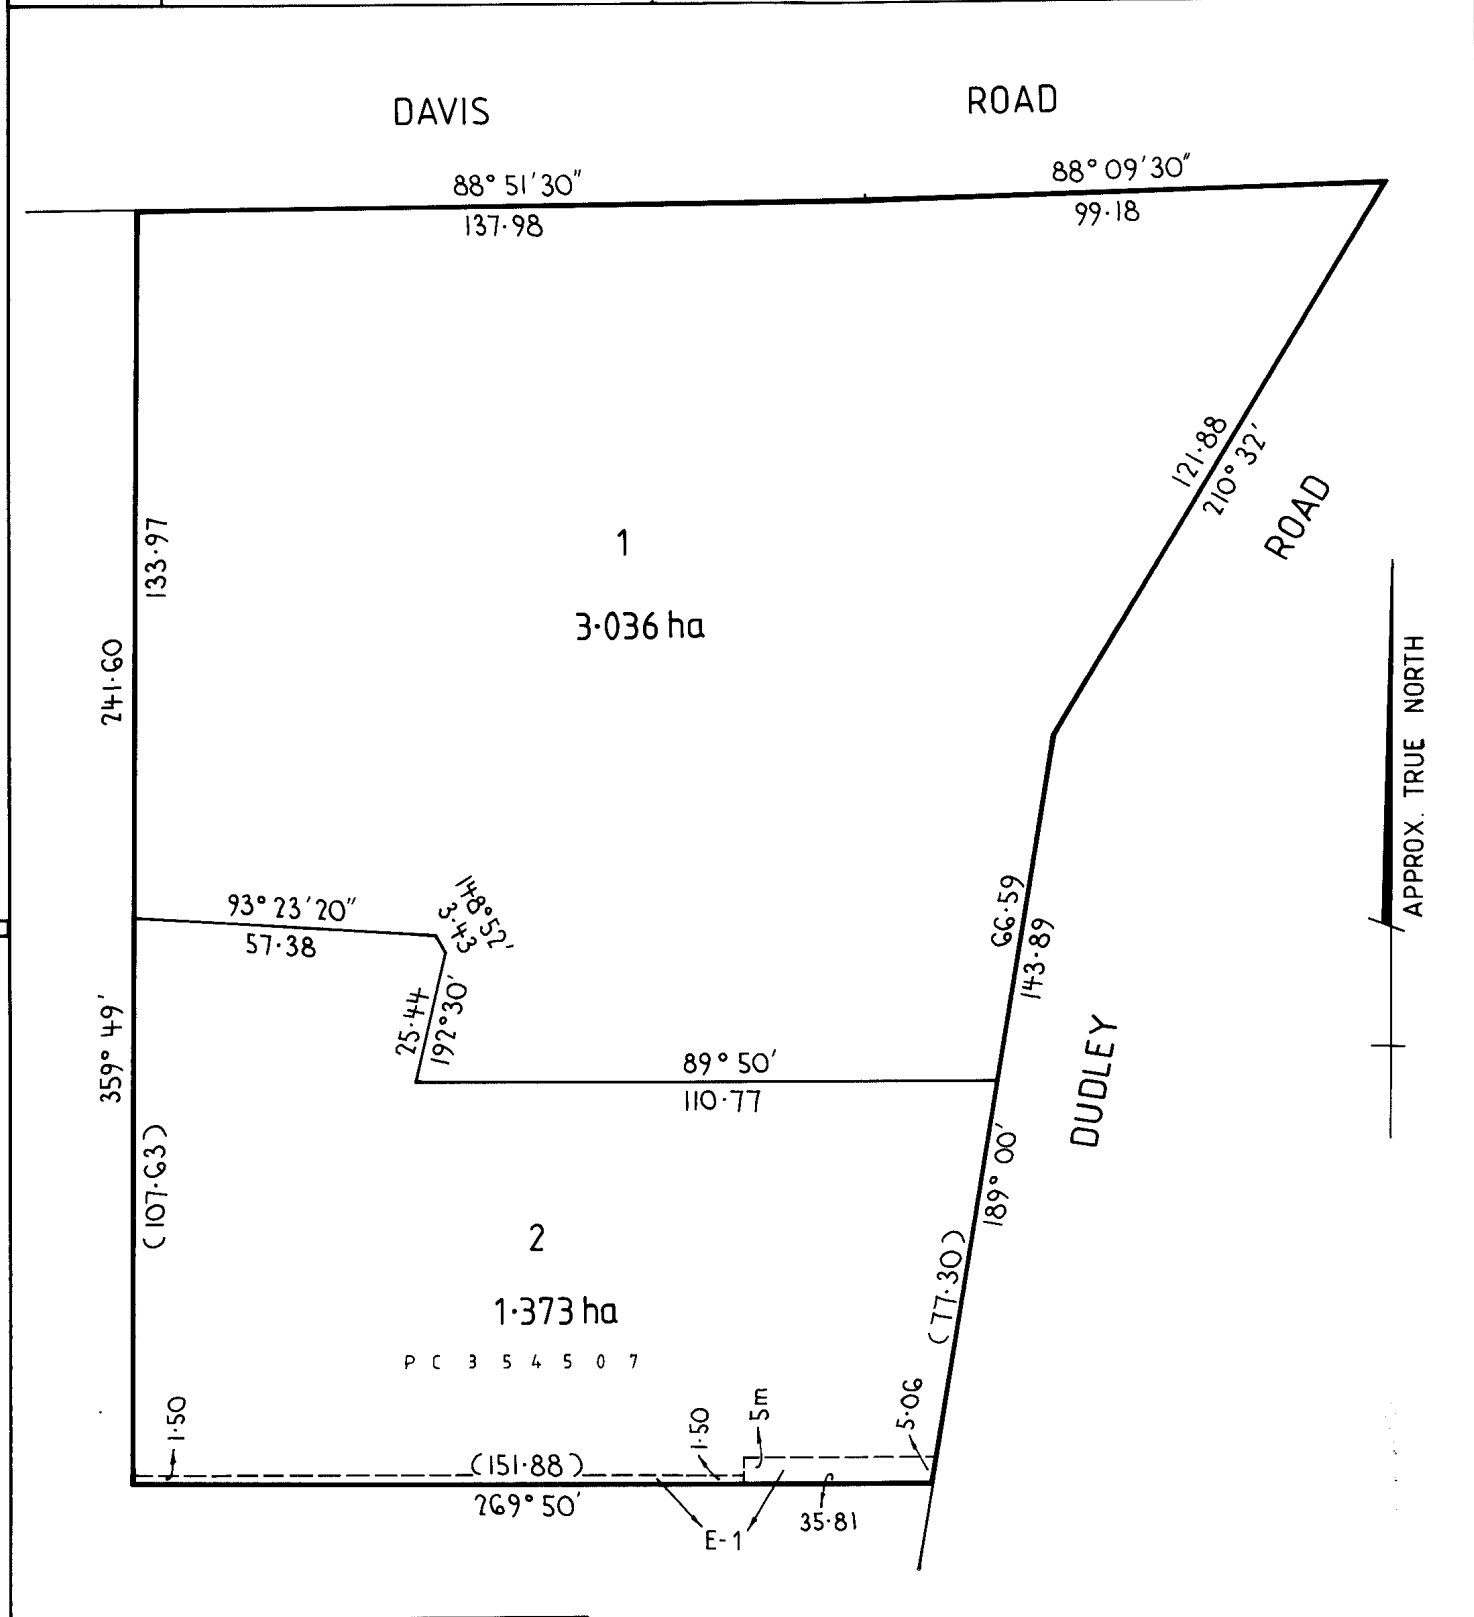 DAVIS ROAD
88° 51' 30"
137·98
88° 09' 30"
99·18
121·88
210° 32'
ROAD
133·97
241·60
1
3·036 ha
APPROX. TRUE NORTH
93° 23' 20"
57·38
148° 52'
3·43
25·44
192° 30'
359° 49'
66·59
143·89
DUDLEY
89° 50'
110·77
(107·63)
189° 00'
(77·30)
2
1·373 ha
PC354507
1·50
(151·88)
269° 50'
1·50
5m
5·06
E-1
35·81